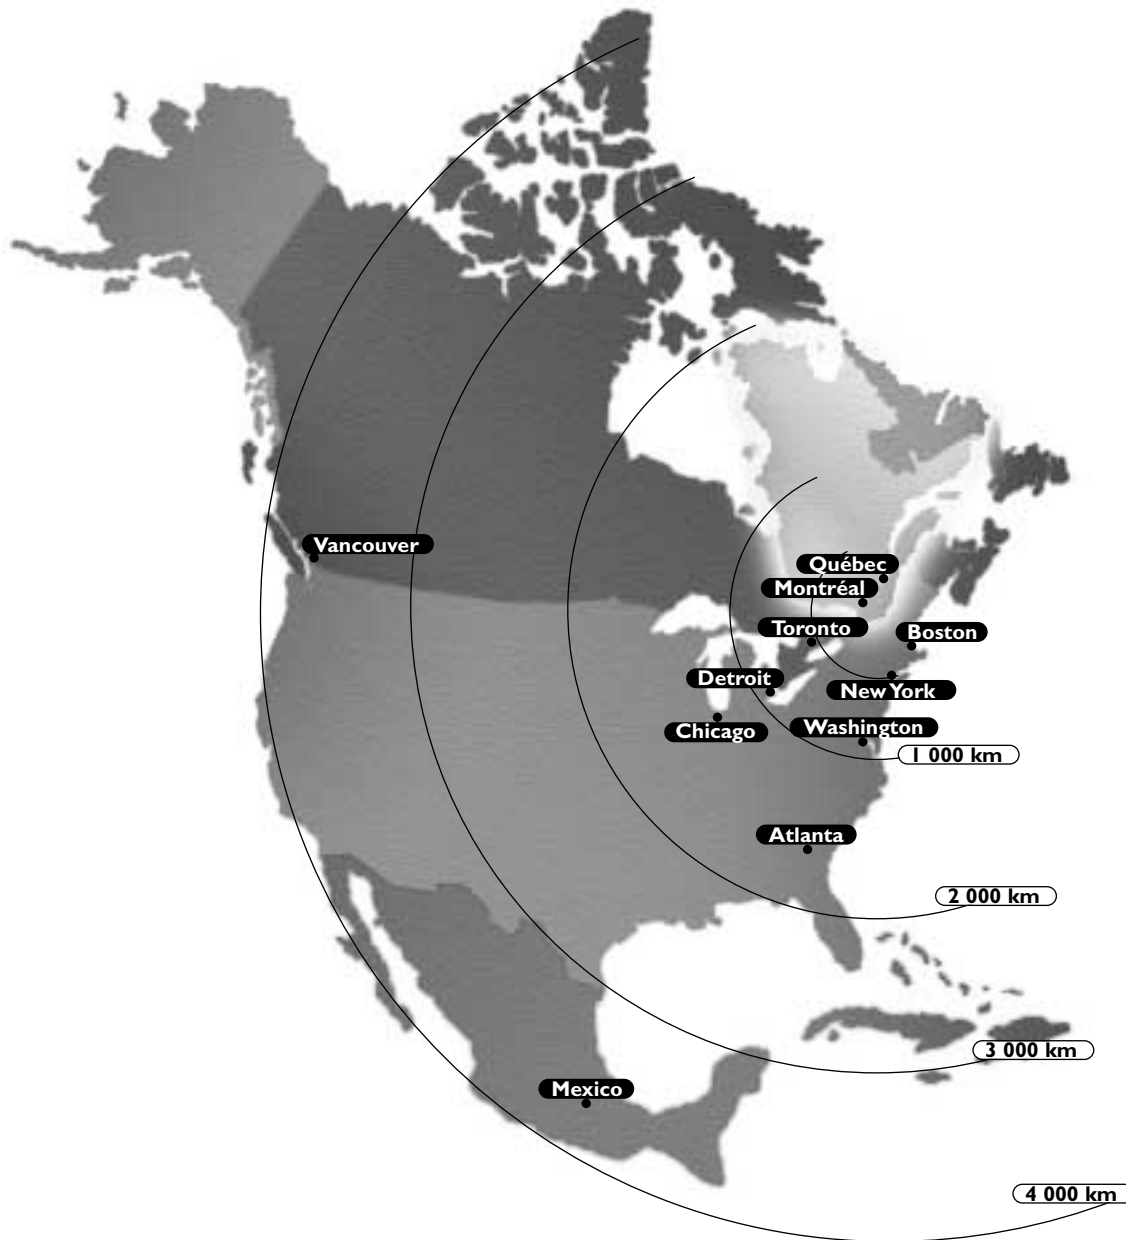 Vancouver
Québec
Montréal
Toronto
Boston
Detroit
New York
Chicago
Washington
1 000 km
Atlanta
2 000 km
3 000 km
Mexico
4 000 km